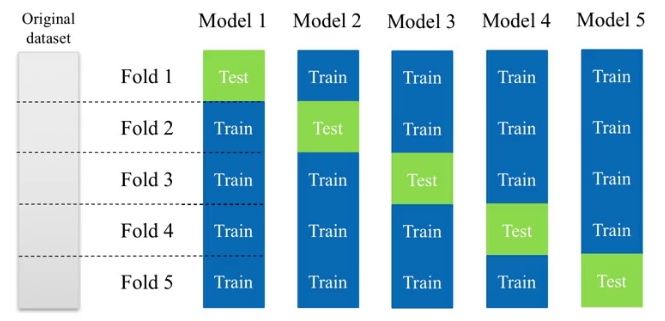 Original
dataset
Model 1 Model 2 Model 3 Model 4 Model 5
Fold 1 Test Train Train Train Train
Fold 2 Train Test Train Train Train
Fold 3 Train Train Test Train Train
Fold 4 Train Train Train Test Train
Fold 5 Train Train Train Train Test